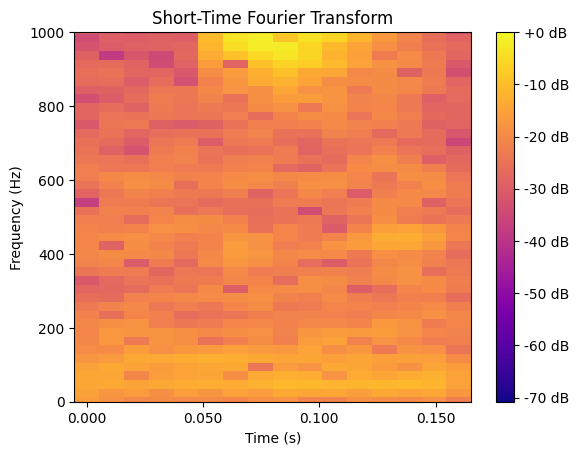 Short-Time Fourier Transform
Frequency (Hz)
1000
800
600
400
200
0
0.000
0.050
0.100
0.150
Time (s)
+0 dB
-10 dB
-20 dB
-30 dB
-40 dB
-50 dB
-60 dB
-70 dB